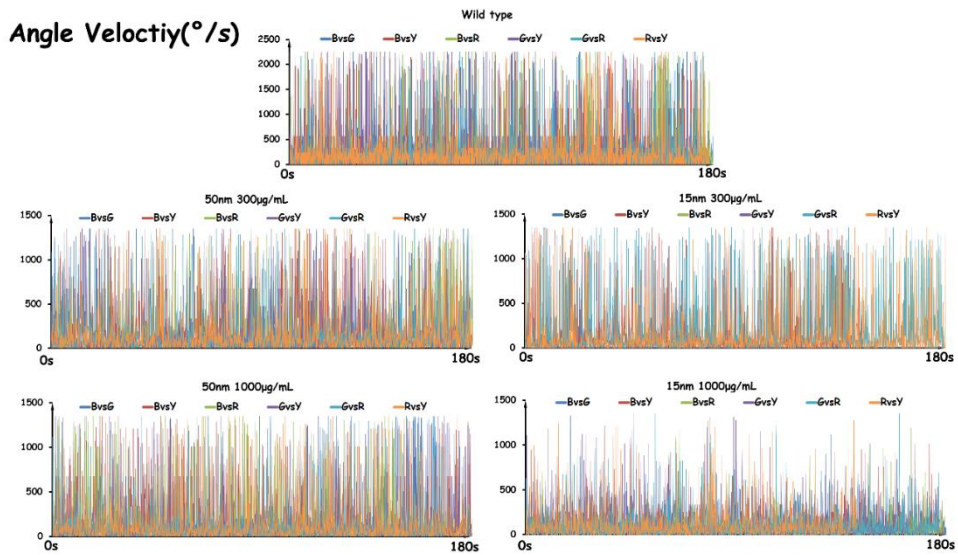 Angle Veloctiy(°/s)
Wild type
BvsG BvsY BvsR GvsY GvsR RvsY
2500
2000
1500
1000
500
0
0s 180s
50nm 300μg/mL
BvsG BvsY BvsR GvsY GvsR RvsY
1500
1000
500
0
0s 180s
15nm 300μg/mL
BvsG BvsY BvsR GvsY GvsR RvsY
1500
1000
500
0
0s 180s
50nm 1000μg/mL
BvsG BvsY BvsR GvsY GvsR RvsY
1500
1000
500
0
0s 180s
15nm 1000μg/mL
BvsG BvsY BvsR GvsY GvsR RvsY
1500
1000
500
0
0s 180s